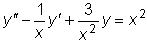 y″ − 1/x y′ + 3/x² y = x²